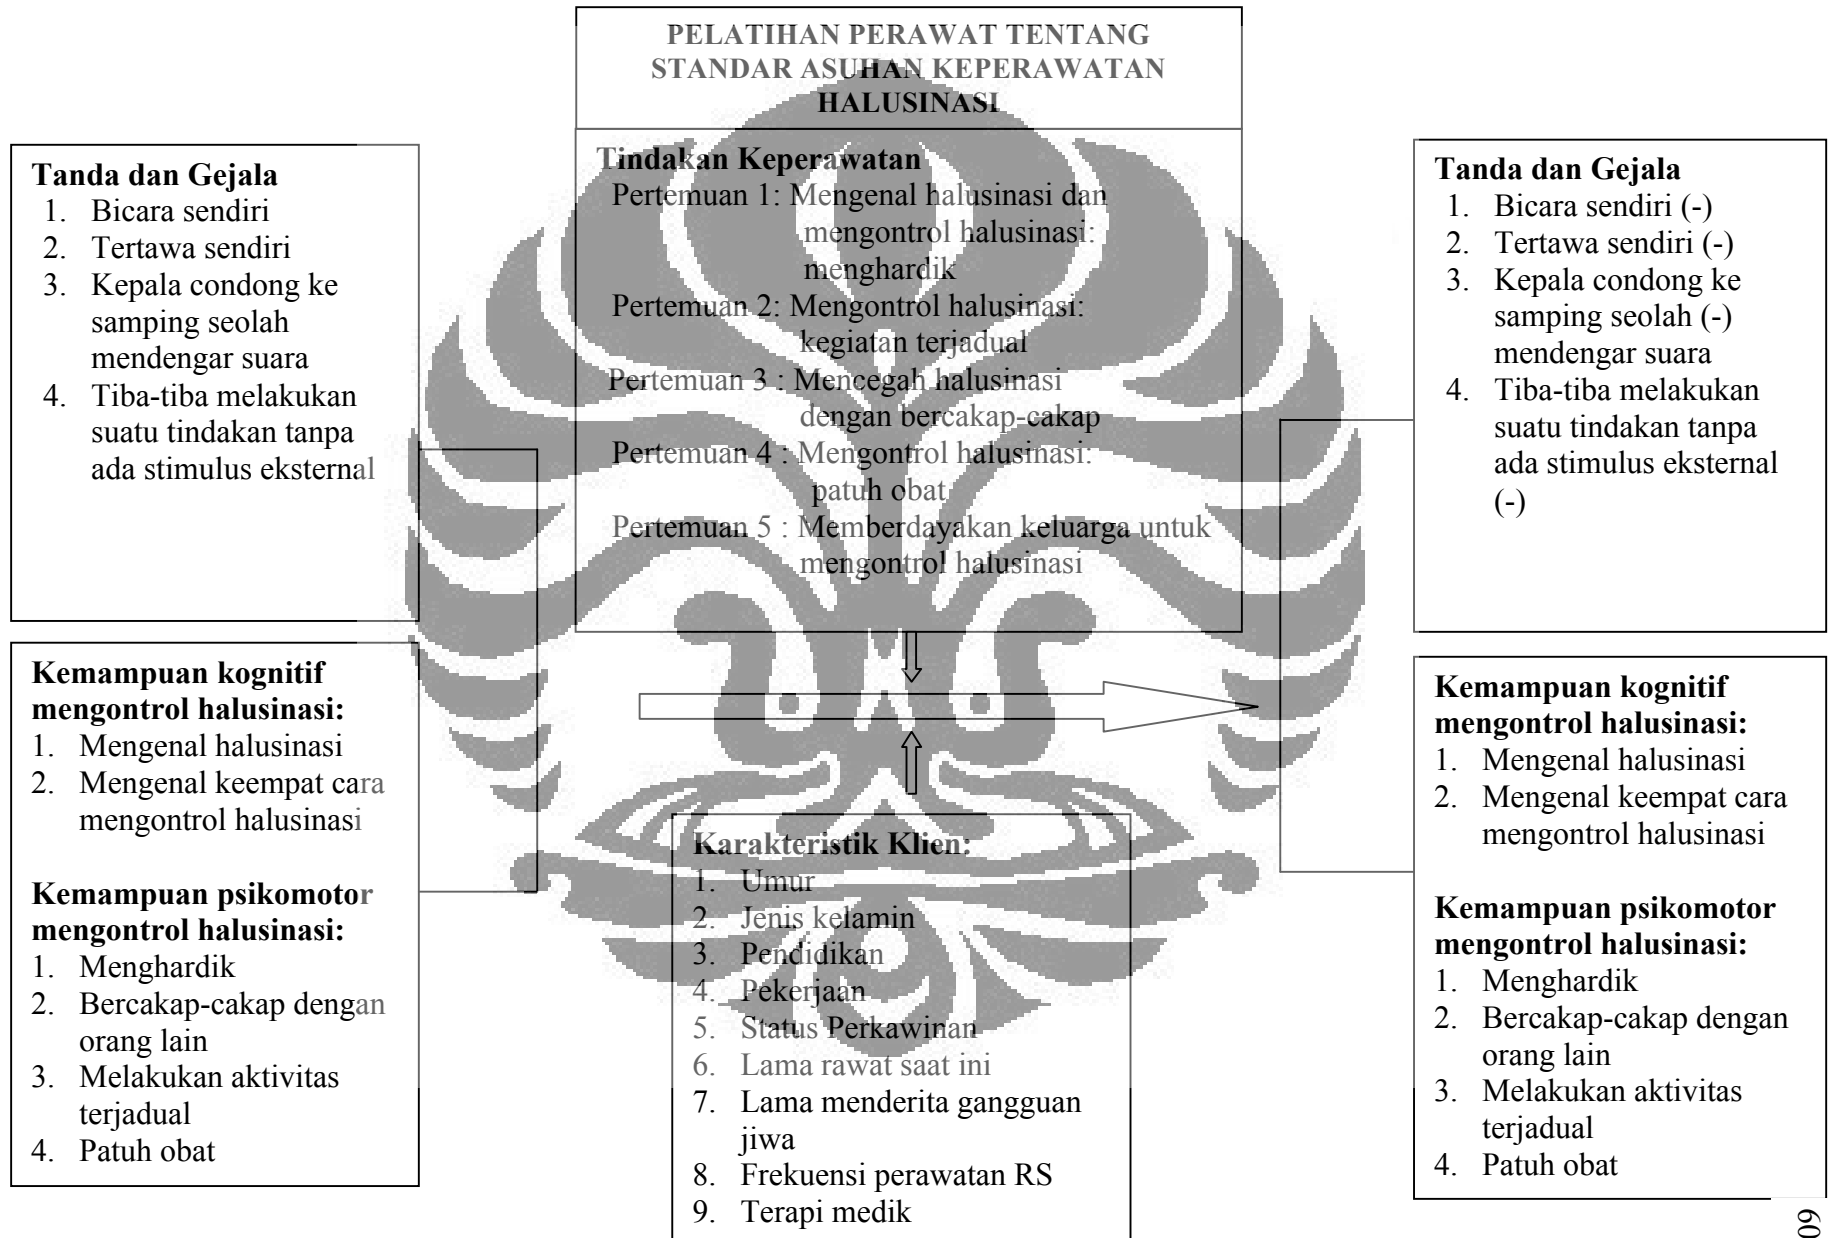 PELATIHAN PERAWAT TENTANG
STANDAR ASUHAN KEPERAWATAN
HALUSINASI
Tanda dan Gejala
1. Bicara sendiri
2. Tertawa sendiri
3. Kepala condong ke
samping seolah
mendengar suara
4. Tiba-tiba melakukan
suatu tindakan tanpa
ada stimulus eksternal
Kemampuan kognitif
mengontrol halusinasi:
1. Mengenal halusinasi
2. Mengenal keempat cara
mengontrol halusinasi
Kemampuan psikomotor
mengontrol halusinasi:
1. Menghardik
2. Bercakap-cakap dengan
orang lain
3. Melakukan aktivitas
terjadual
4. Patuh obat
Tindakan Keperawatan
Pertemuan 1: Mengenal halusinasi dan
mengontrol halusinasi:
menghardik
Pertemuan 2: Mengontrol halusinasi:
kegiatan terjadual
Pertemuan 3 : Mencegah halusinasi
dengan bercakap-cakap
Pertemuan 4 : Mengontrol halusinasi:
patuh obat
Pertemuan 5 : Memberdayakan keluarga untuk
mengontrol halusinasi
Karakteristik Klien:
1. Umur
2. Jenis kelamin
3. Pendidikan
4. Pekerjaan
5. Status Perkawinan
6. Lama rawat saat ini
7. Lama menderita gangguan
jiwa
8. Frekuensi perawatan RS
9. Terapi medik
Tanda dan Gejala
1. Bicara sendiri (-)
2. Tertawa sendiri (-)
3. Kepala condong ke
samping seolah (-)
mendengar suara
4. Tiba-tiba melakukan
suatu tindakan tanpa
ada stimulus eksternal
(-)
Kemampuan kognitif
mengontrol halusinasi:
1. Mengenal halusinasi
2. Mengenal keempat cara
mengontrol halusinasi
Kemampuan psikomotor
mengontrol halusinasi:
1. Menghardik
2. Bercakap-cakap dengan
orang lain
3. Melakukan aktivitas
terjadual
4. Patuh obat
60